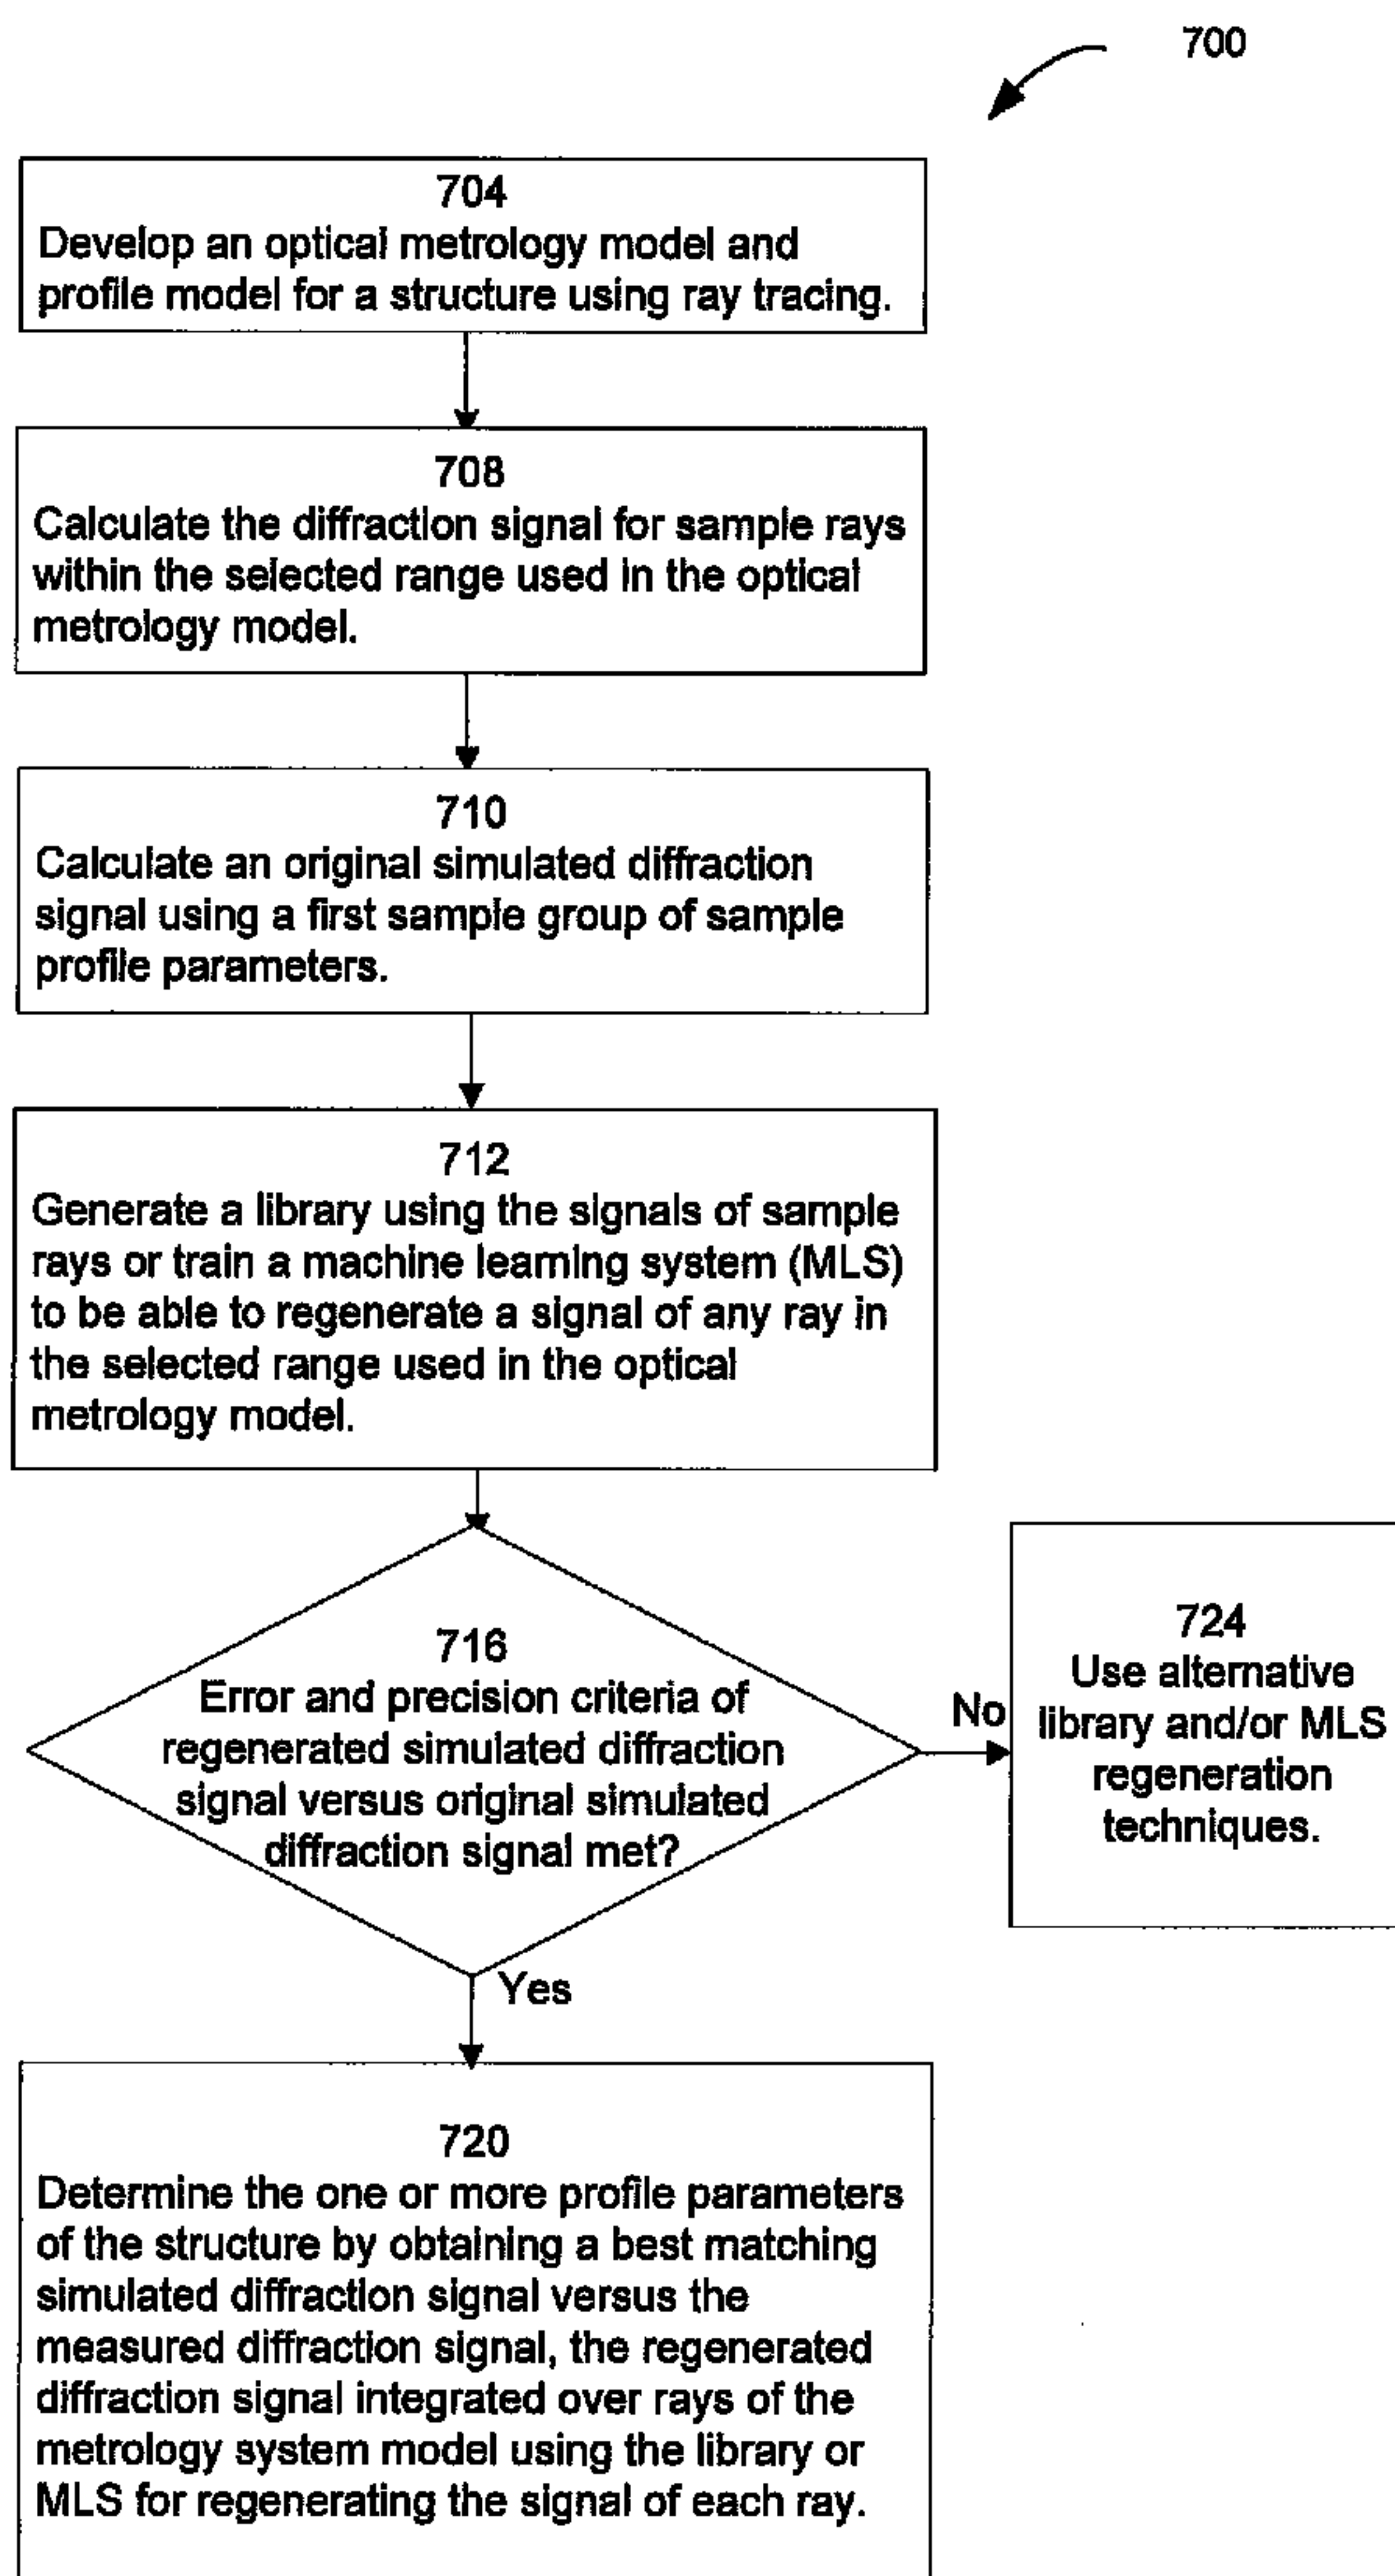 700
704
Develop an optical metrology model and
profile model for a structure using ray tracing.
708
Calculate the diffraction signal for sample rays
within the selected range used in the optical
metrology model.
710
Calculate an original simulated diffraction
signal using a first sample group of sample
profile parameters.
712
Generate a library using the signals of sample
rays or train a machine learning system (MLS)
to be able to regenerate a signal of any ray in
the selected range used in the optical
metrology model.
716
Error and precision criteria of
regenerated simulated diffraction
signal versus original simulated
diffraction signal met?
No
724
Use alternative
library and/or MLS
regeneration
techniques.
Yes
720
Determine the one or more profile parameters
of the structure by obtaining a best matching
simulated diffraction signal versus the
measured diffraction signal, the regenerated
diffraction signal integrated over rays of the
metrology system model using the library or
MLS for regenerating the signal of each ray.